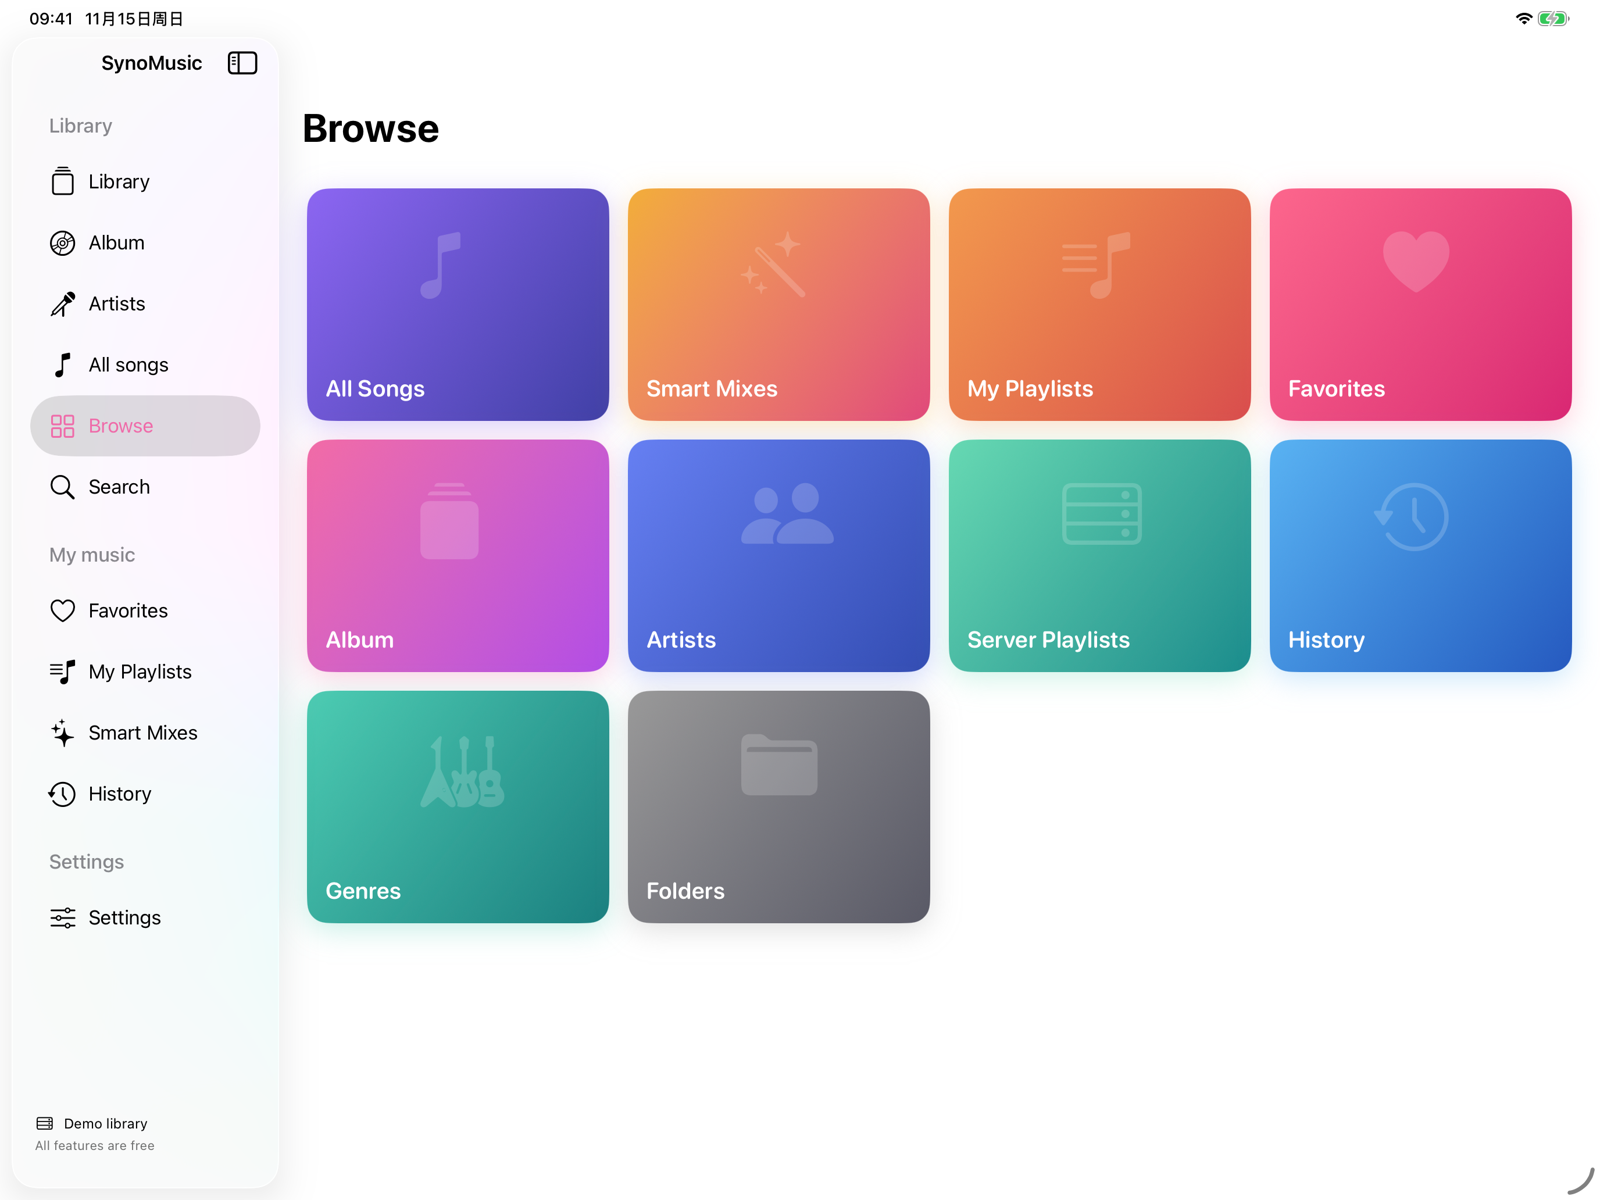 09:41 11月15日周日
SynoMusic
Library
Library
Album
Artists
All songs
Browse
Search
My music
Favorites
My Playlists
Smart Mixes
History
Settings
Settings
Demo library
All features are free
Browse
All Songs
Smart Mixes
My Playlists
Favorites
Album
Artists
Server Playlists
History
Genres
Folders